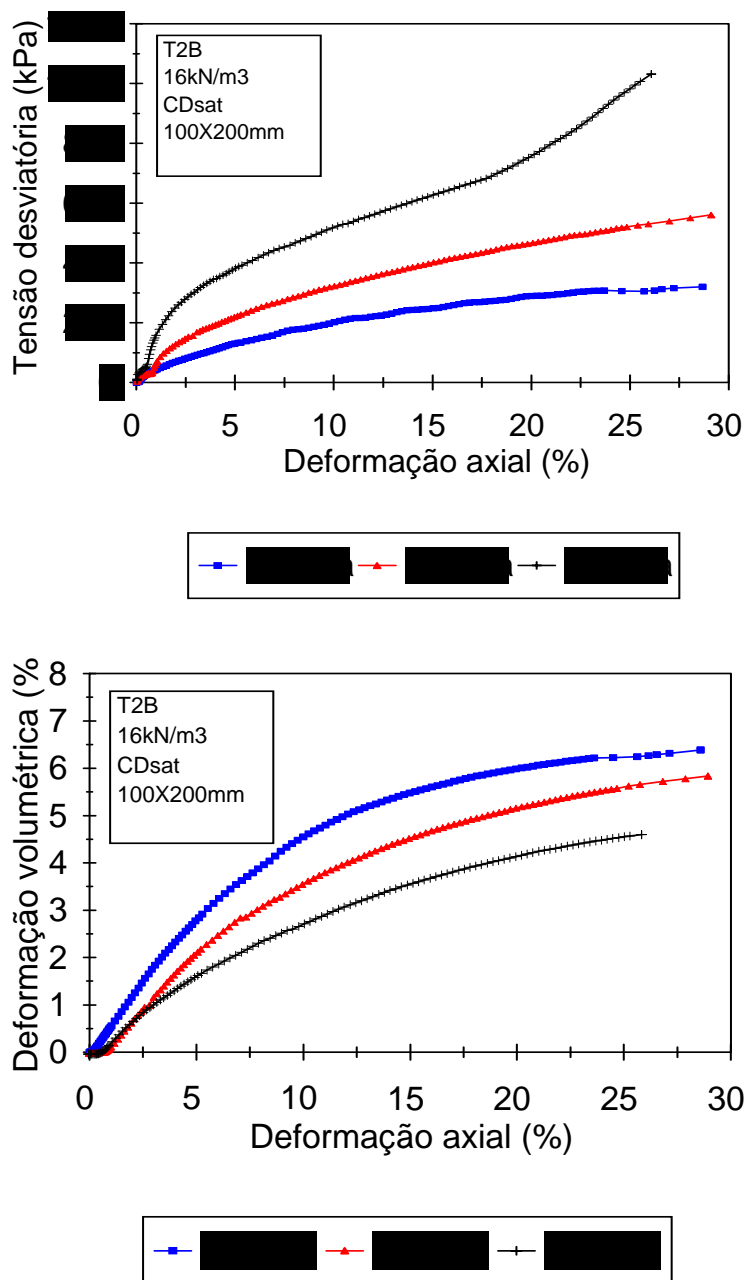 Tensão desviatória (kPa)
T2B
16kN/m3
CDsat
100X200mm
0 5 10 15 20 25 30
Deformação axial (%)
Deformação volumétrica (%
8
7
6
5
4
3
2
1
0
T2B
16kN/m3
CDsat
100X200mm
0 5 10 15 20 25 30
Deformação axial (%)